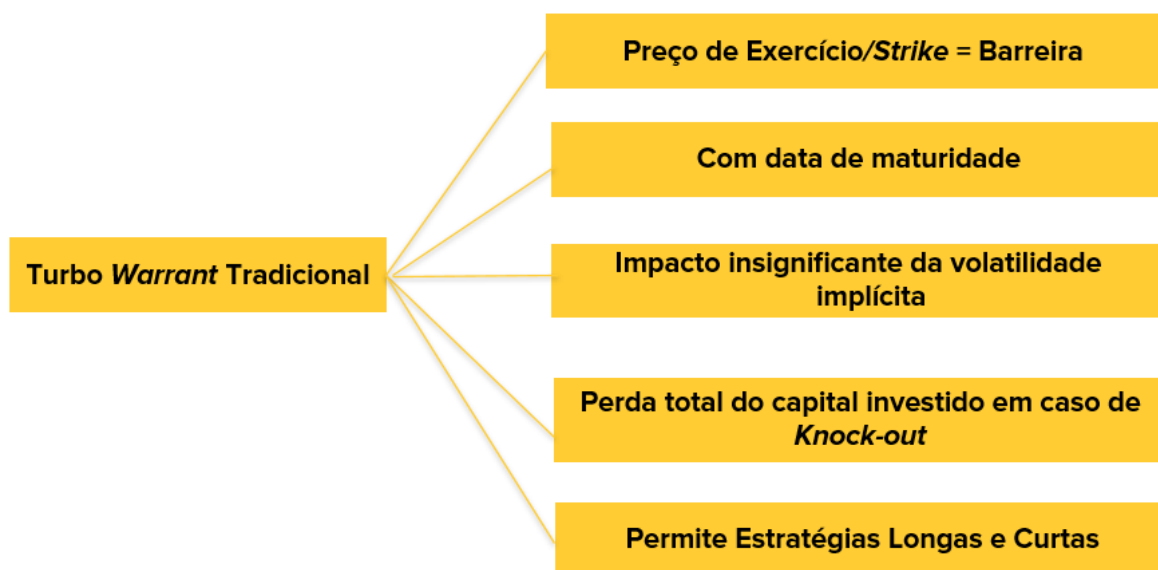 Preço de Exercício/Strike = Barreira
Com data de maturidade
Turbo Warrant Tradicional
Impacto insignificante da volatilidade
implícita
Perda total do capital investido em caso de
Knock-out
Permite Estratégias Longas e Curtas